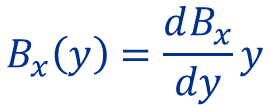 $B_x(y) = \frac{dB_x}{dy} y$